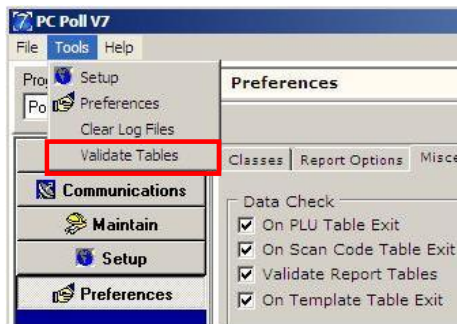 PC Poll V7
File Tools Help
Setup
Preferences
Clear Log Files
Validate Tables
Preferences
Classes Report Options
Communications
Maintain
Setup
Preferences
Data Check
On PLU Table Exit
On Scan Code Table Exit
Validate Report Tables
On Template Table Exit